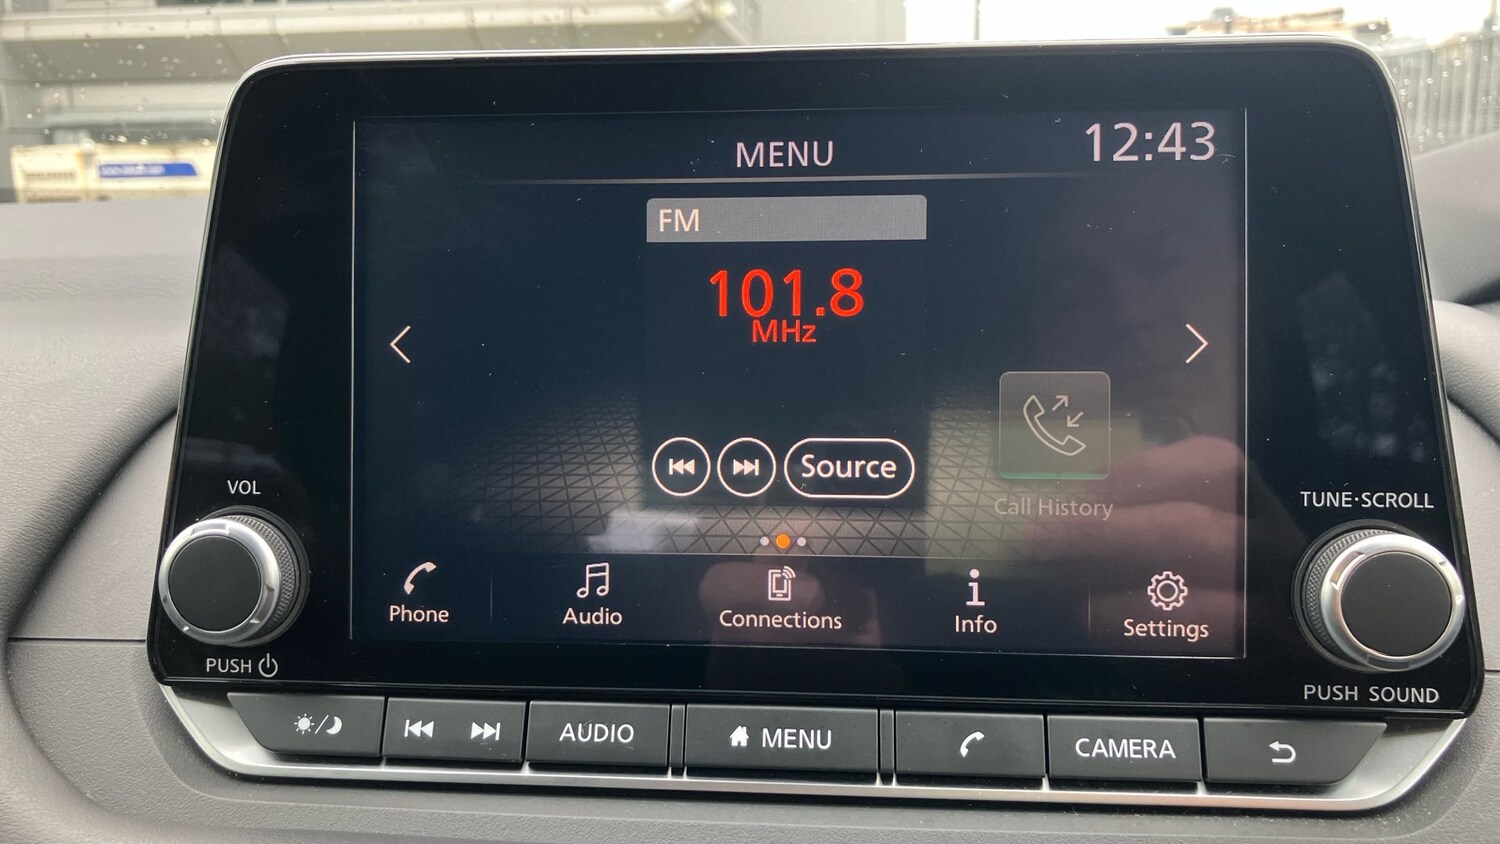 MENU
12:43
FM
101.8
MHz
Source
Call History
Phone
Audio
Connections
Info
Settings
VOL
PUSH
TUNE·SCROLL
PUSH SOUND
AUDIO
MENU
CAMERA